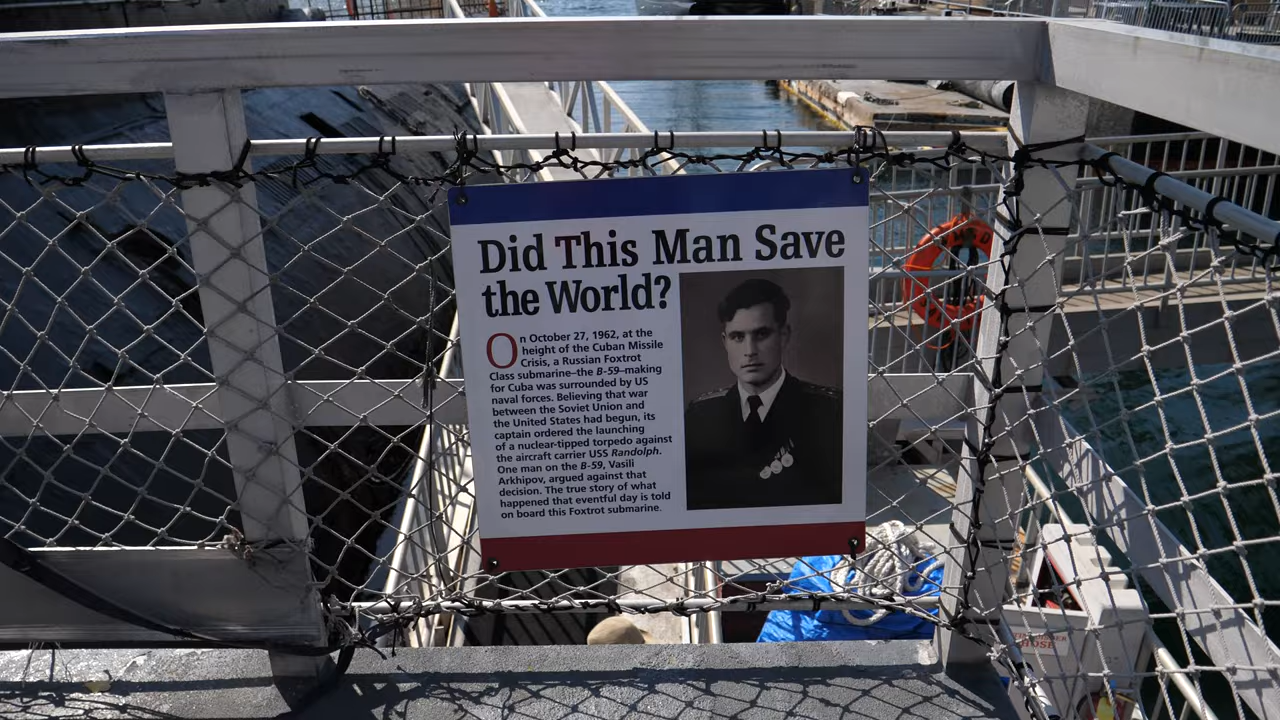 Did This Man Save
the World?
On October 27, 1962, at the
height of the Cuban Missile
Crisis, a Russian Foxtrot
Class submarine–the B-59–making
for Cuba was surrounded by US
naval forces. Believing that war
between the Soviet Union and
the United States had begun, its
captain ordered the launching
of a nuclear-tipped torpedo against
the aircraft carrier USS Randolph.
One man on the B-59, Vasili
Arkhipov, argued against that
decision. The true story of what
happened that eventful day is told
on board this Foxtrot submarine.